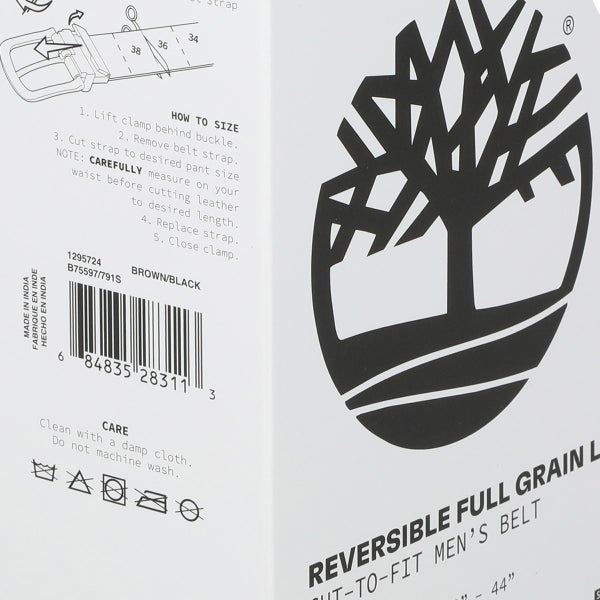 Strap
38
36
34
HOW TO SIZE
1. Lift clamp behind buckle.
2. Remove belt strap.
3. Cut strap to desired pant size
NOTE: CAREFULLY measure on your
waist before cutting leather
to desired length.
4. Replace strap.
5. Close clamp.
1295724
B75597/791S BROWN/BLACK
MADE IN INDIA
FABRIQUE EN INDE
HECHO EN INDIA
6 84835 28311 3
CARE
Clean with a damp cloth.
Do not machine wash.
®
REVERSIBLE FULL GRAIN L
CUT-TO-FIT MEN'S BELT
" - 44"